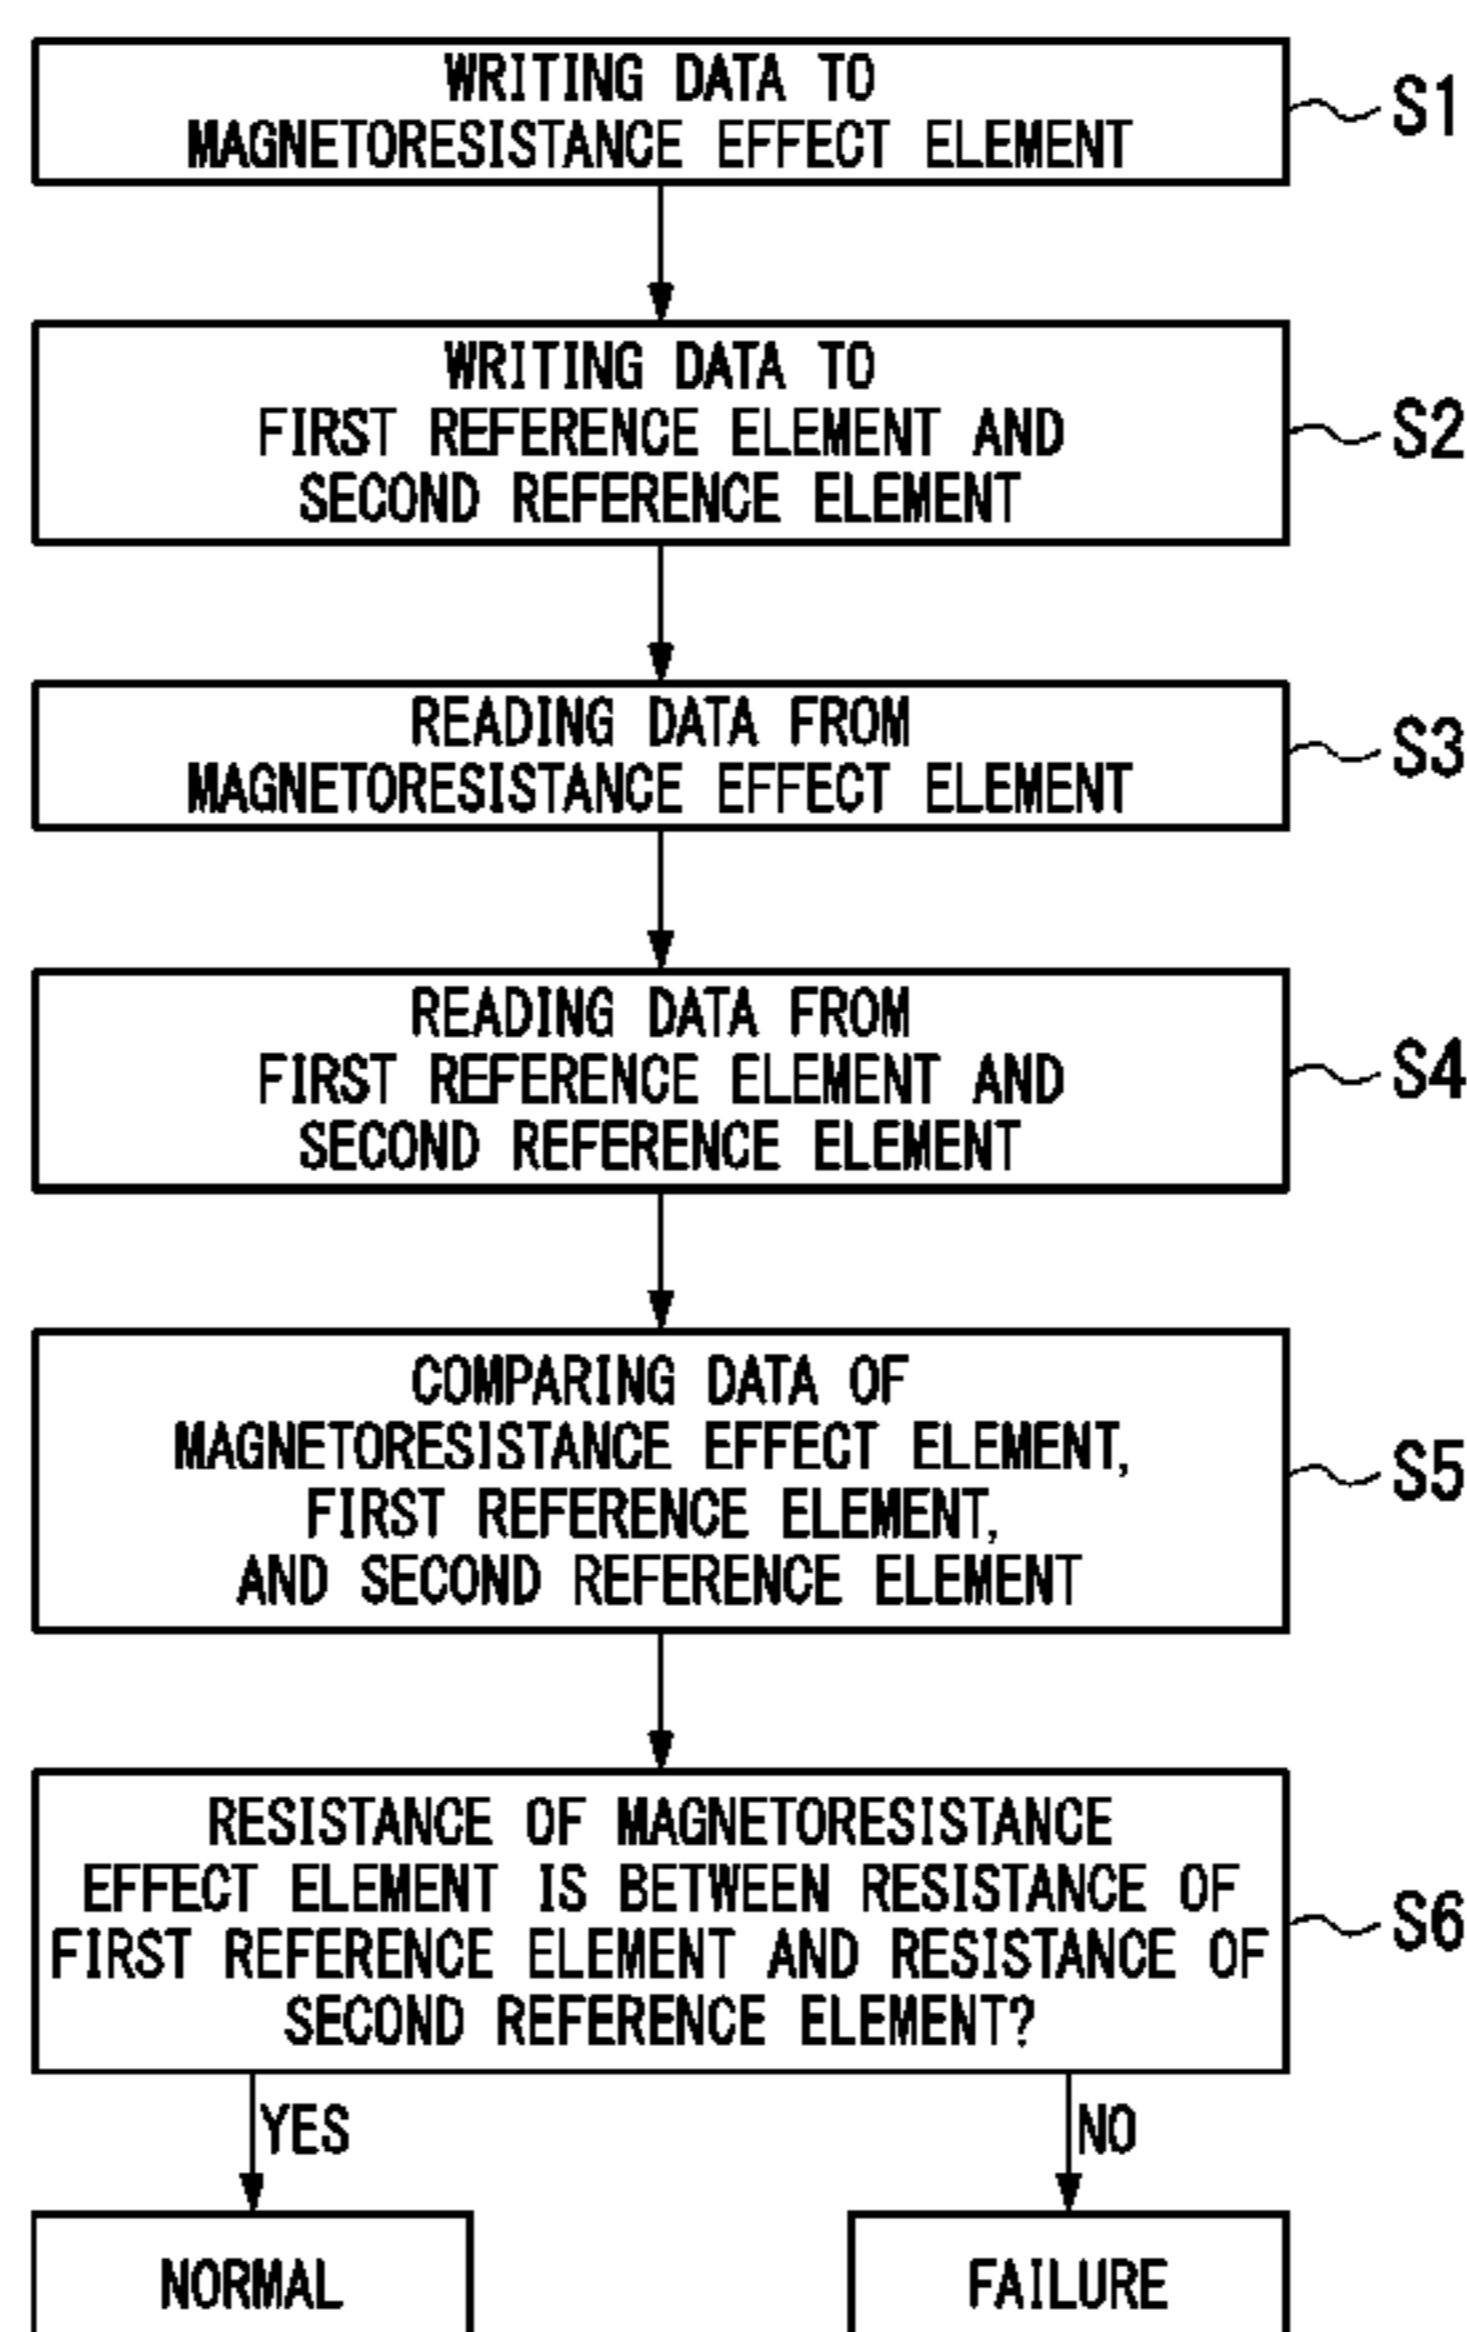 WRITING DATA TO
MAGNETORESISTANCE EFFECT ELEMENT
S1
WRITING DATA TO
FIRST REFERENCE ELEMENT AND
SECOND REFERENCE ELEMENT
S2
READING DATA FROM
MAGNETORESISTANCE EFFECT ELEMENT
S3
READING DATA FROM
FIRST REFERENCE ELEMENT AND
SECOND REFERENCE ELEMENT
S4
COMPARING DATA OF
MAGNETORESISTANCE EFFECT ELEMENT,
FIRST REFERENCE ELEMENT,
AND SECOND REFERENCE ELEMENT
S5
RESISTANCE OF MAGNETORESISTANCE
EFFECT ELEMENT IS BETWEEN RESISTANCE OF
FIRST REFERENCE ELEMENT AND RESISTANCE OF
SECOND REFERENCE ELEMENT?
S6
YES
NO
NORMAL
FAILURE